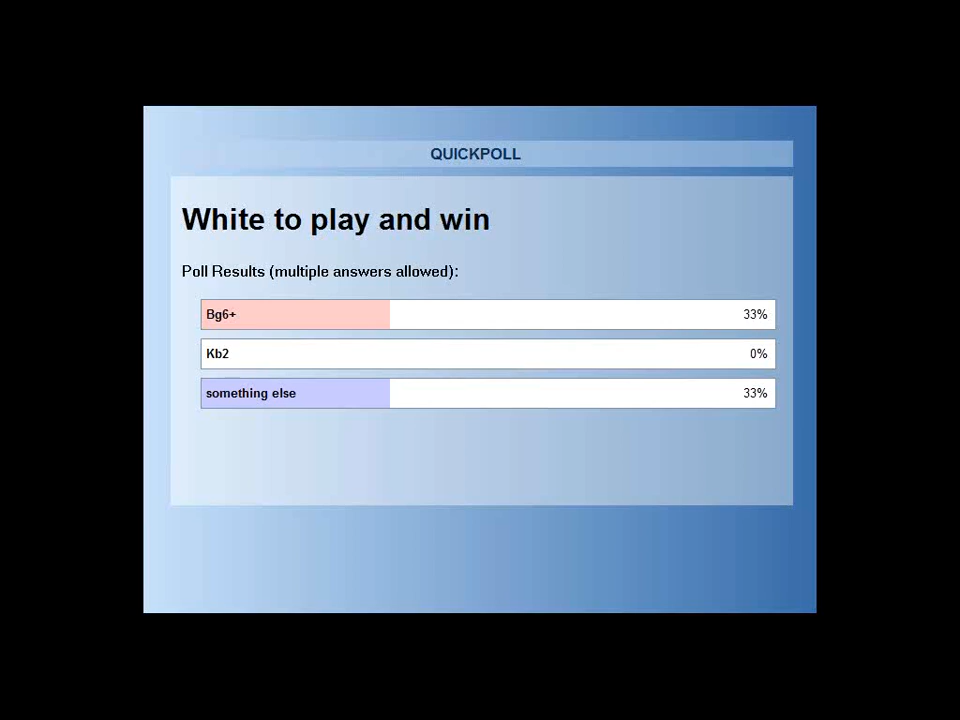 QUICKPOLL
White to play and win
Poll Results (multiple answers allowed):
Bg6+ 33%
Kb2 0%
something else 33%